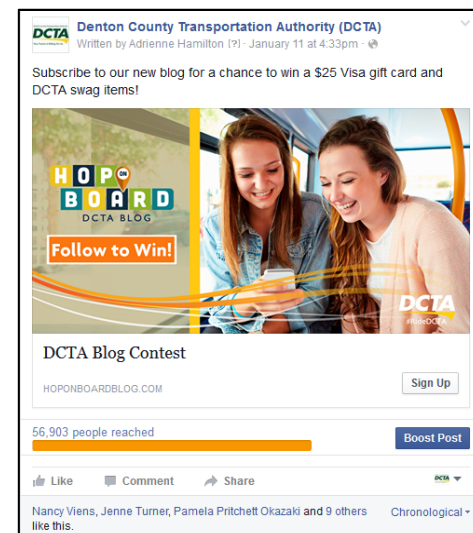 DCTA
Denton County Transportation Authority (DCTA)
Written by Adrienne Hamilton [?] · January 11 at 4:33pm ·
Subscribe to our new blog for a chance to win a $25 Visa gift card and
DCTA swag items!
HOP ON
BOARD
DCTA BLOG
Follow to Win!
DCTA
#RideDCTA
DCTA Blog Contest
HOPONBOARDBLOG.COM
Sign Up
56,903 people reached
Boost Post
Like Comment Share
DCTA
Nancy Viens, Jenne Turner, Pamela Pritchett Okazaki and 9 others
like this.
Chronological